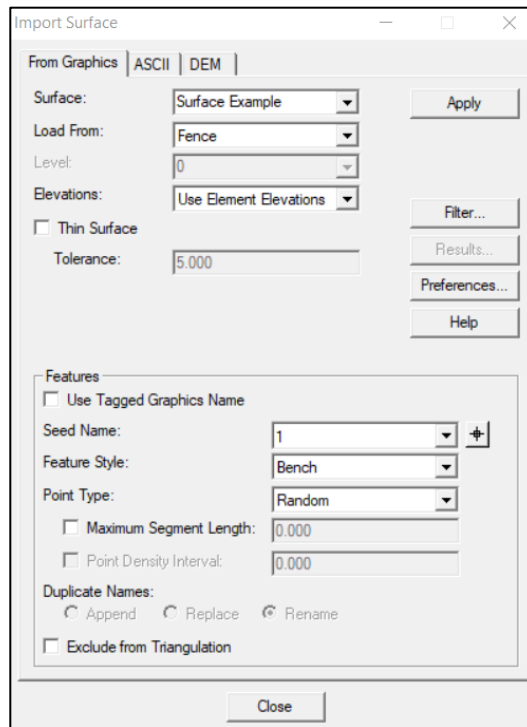 Import Surface
From Graphics ASCII DEM
Surface: Surface Example Apply
Load From: Fence
Level: 0
Elevations: Use Element Elevations
Filter...
Thin Surface
Tolerance: 5.000 Results...
Preferences...
Help
Features
Use Tagged Graphics Name
Seed Name: 1
Feature Style: Bench
Point Type: Random
Maximum Segment Length: 0.000
Point Density Interval: 0.000
Duplicate Names:
Append Replace Rename
Exclude from Triangulation
Close